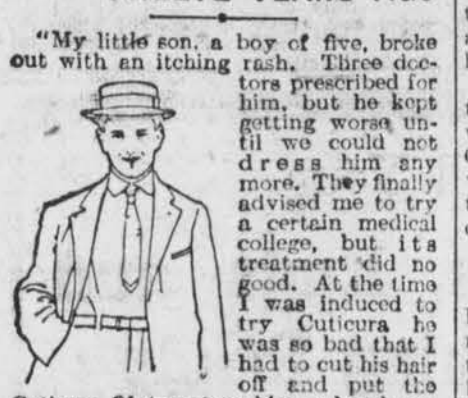 "My little son, a boy of five, broke
out with an itching rash. Three doc-
tors prescribed for
him, but he kept
getting worse un-
til we could not
dress him any
more. They finally
advised me to try
a certain medical
college, but its
treatment did no
good. At the time
I was induced to
try Cuticura he
was so bad that I
had to cut his hair
off and put the